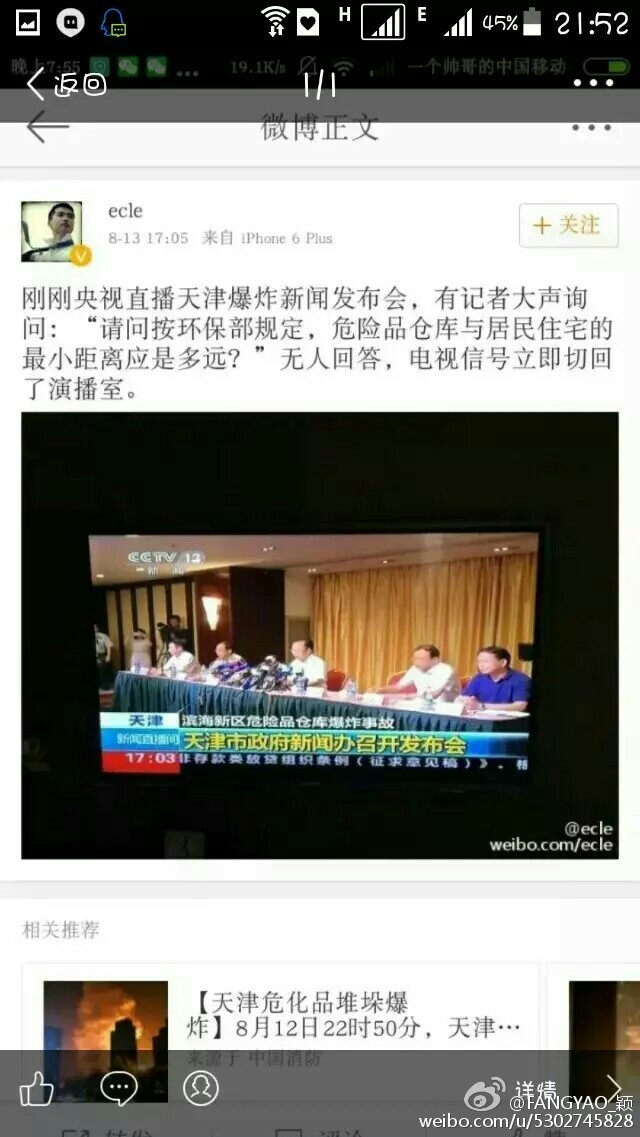 H E 45% 21:52
晚上7:55 ... 19.1K/s 一个帅哥的中国移动
返回 1/1 ...
微博正文 ...
ecle
8-13 17:05 来自 iPhone 6 Plus
+ 关注
刚刚央视直播天津爆炸新闻发布会，有记者大声询
问：“请问按环保部规定，危险品仓库与居民住宅的
最小距离应是多远？”无人回答，电视信号立即切回
了演播室。
CCTV 13
新闻
天津 滨海新区危险品仓库爆炸事故
新闻直播间 天津市政府新闻办召开发布会
17:03 非存款类放贷组织条例（征求意见稿）》，
@ecle
weibo.com/ecle
相关推荐
【天津危化品堆垛爆
炸】8月12日22时50分，天津…
来源于 中国消防
详情
@FANGYAO_颖
weibo.com/u/5302745828
转发 评论